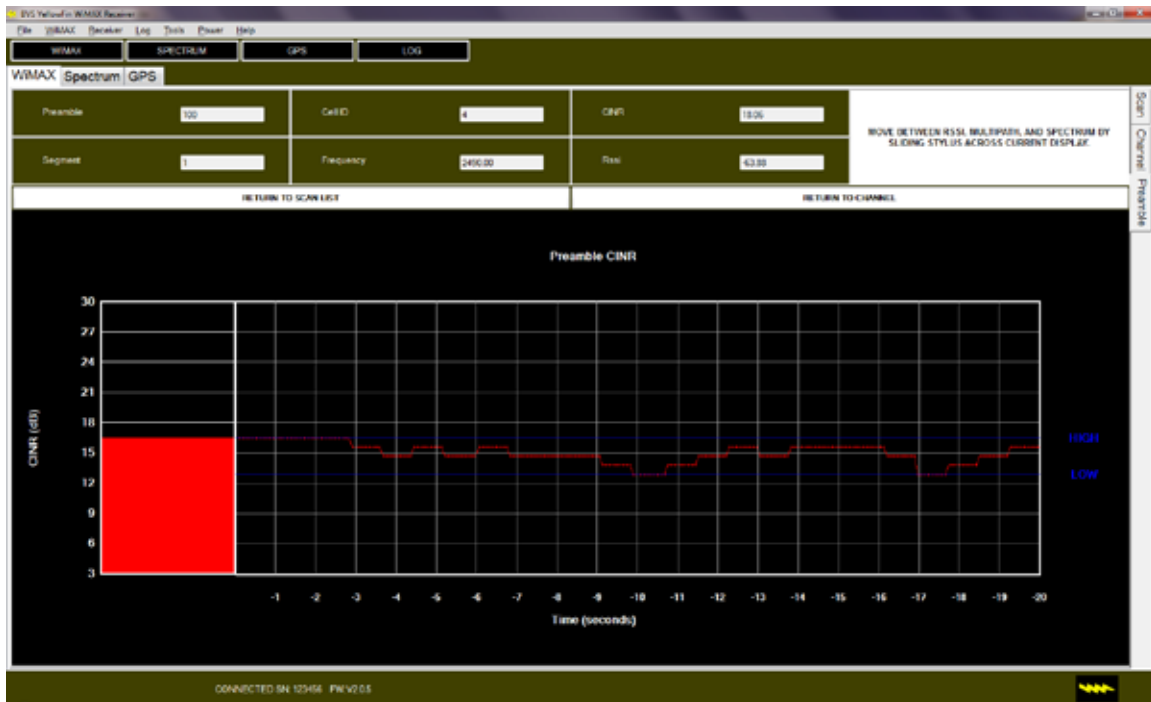 BVS YellowFin WiMAX Receiver
File WiMAX Receiver Log Tools Power Help
WIMAX SPECTRUM GPS LOG
WiMAX Spectrum GPS
Preamble 100 Cell ID 4 CINR
MOVE BETWEEN RSSI, MULTIPATH, AND SPECTRUM BY
SLIDING STYLUS ACROSS CURRENT DISPLAY.
Segment 1 Frequency 2490.00 Rssi
Scan
Channel
Preamble
RETURN TO SCAN LIST RETURN TO CHANNEL
Preamble CINR
30
27
24
21
18
15
12
9
6
3
CINR (dB)
HIGH
LOW
-1 -2 -3 -4 -5 -6 -7 -8 -9 -10 -11 -12 -13 -14 -15 -16 -17 -18 -19 -20
Time (seconds)
CONNECTED SN: 123456 FW:V2.0.5